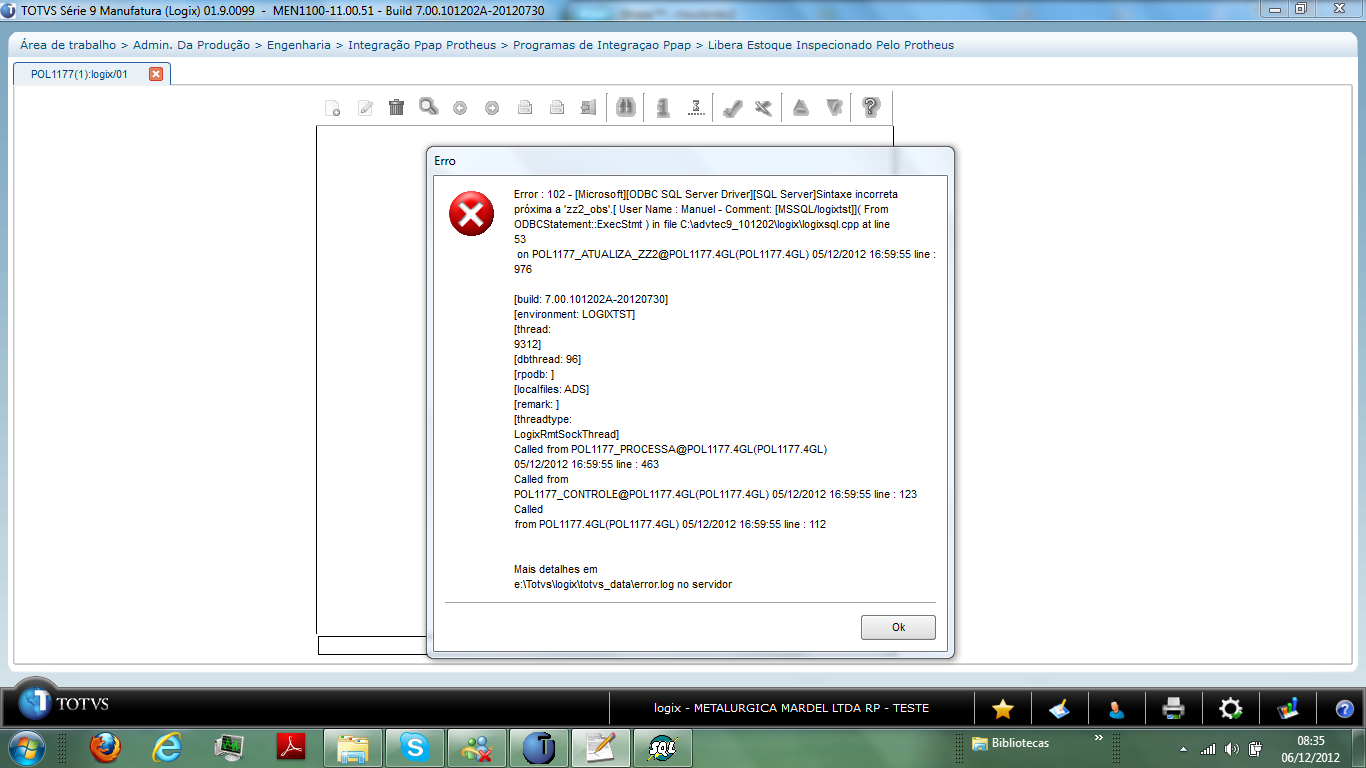 TOTVS Série 9 Manufatura (Logix) 01.9.0099 - MEN1100-11.00.51 - Build 7.00.101202A-20120730
Área de trabalho > Admin. Da Produção > Engenharia > Integração Ppap Protheus > Programas de Integraçao Ppap > Libera Estoque Inspecionado Pelo Protheus
POL1177(1):logix/01
Erro
Error : 102 - [Microsoft][ODBC SQL Server Driver][SQL Server]Sintaxe incorreta
próxima a 'zz2_obs'.[ User Name : Manuel - Comment: [MSSQL/logixtst]]( From
ODBCStatement::ExecStmt ) in file C:\advtec9_101202\logix\logixsql.cpp at line
53
on POL1177_ATUALIZA_ZZ2@POL1177.4GL(POL1177.4GL) 05/12/2012 16:59:55 line :
976
[build: 7.00.101202A-20120730]
[environment: LOGIXTST]
[thread:
9312]
[dbthread: 96]
[rpodb: ]
[localfiles: ADS]
[remark: ]
[threadtype:
LogixRmtSockThread]
Called from POL1177_PROCESSA@POL1177.4GL(POL1177.4GL)
05/12/2012 16:59:55 line : 463
Called from
POL1177_CONTROLE@POL1177.4GL(POL1177.4GL) 05/12/2012 16:59:55 line : 123
Called
from POL1177.4GL(POL1177.4GL) 05/12/2012 16:59:55 line : 112
Mais detalhes em
e:\Totvs\logix\totvs_data\error.log no servidor
Ok
TOTVS
logix - METALURGICA MARDEL LTDA RP - TESTE
SQL
Bibliotecas
»
08:35
06/12/2012